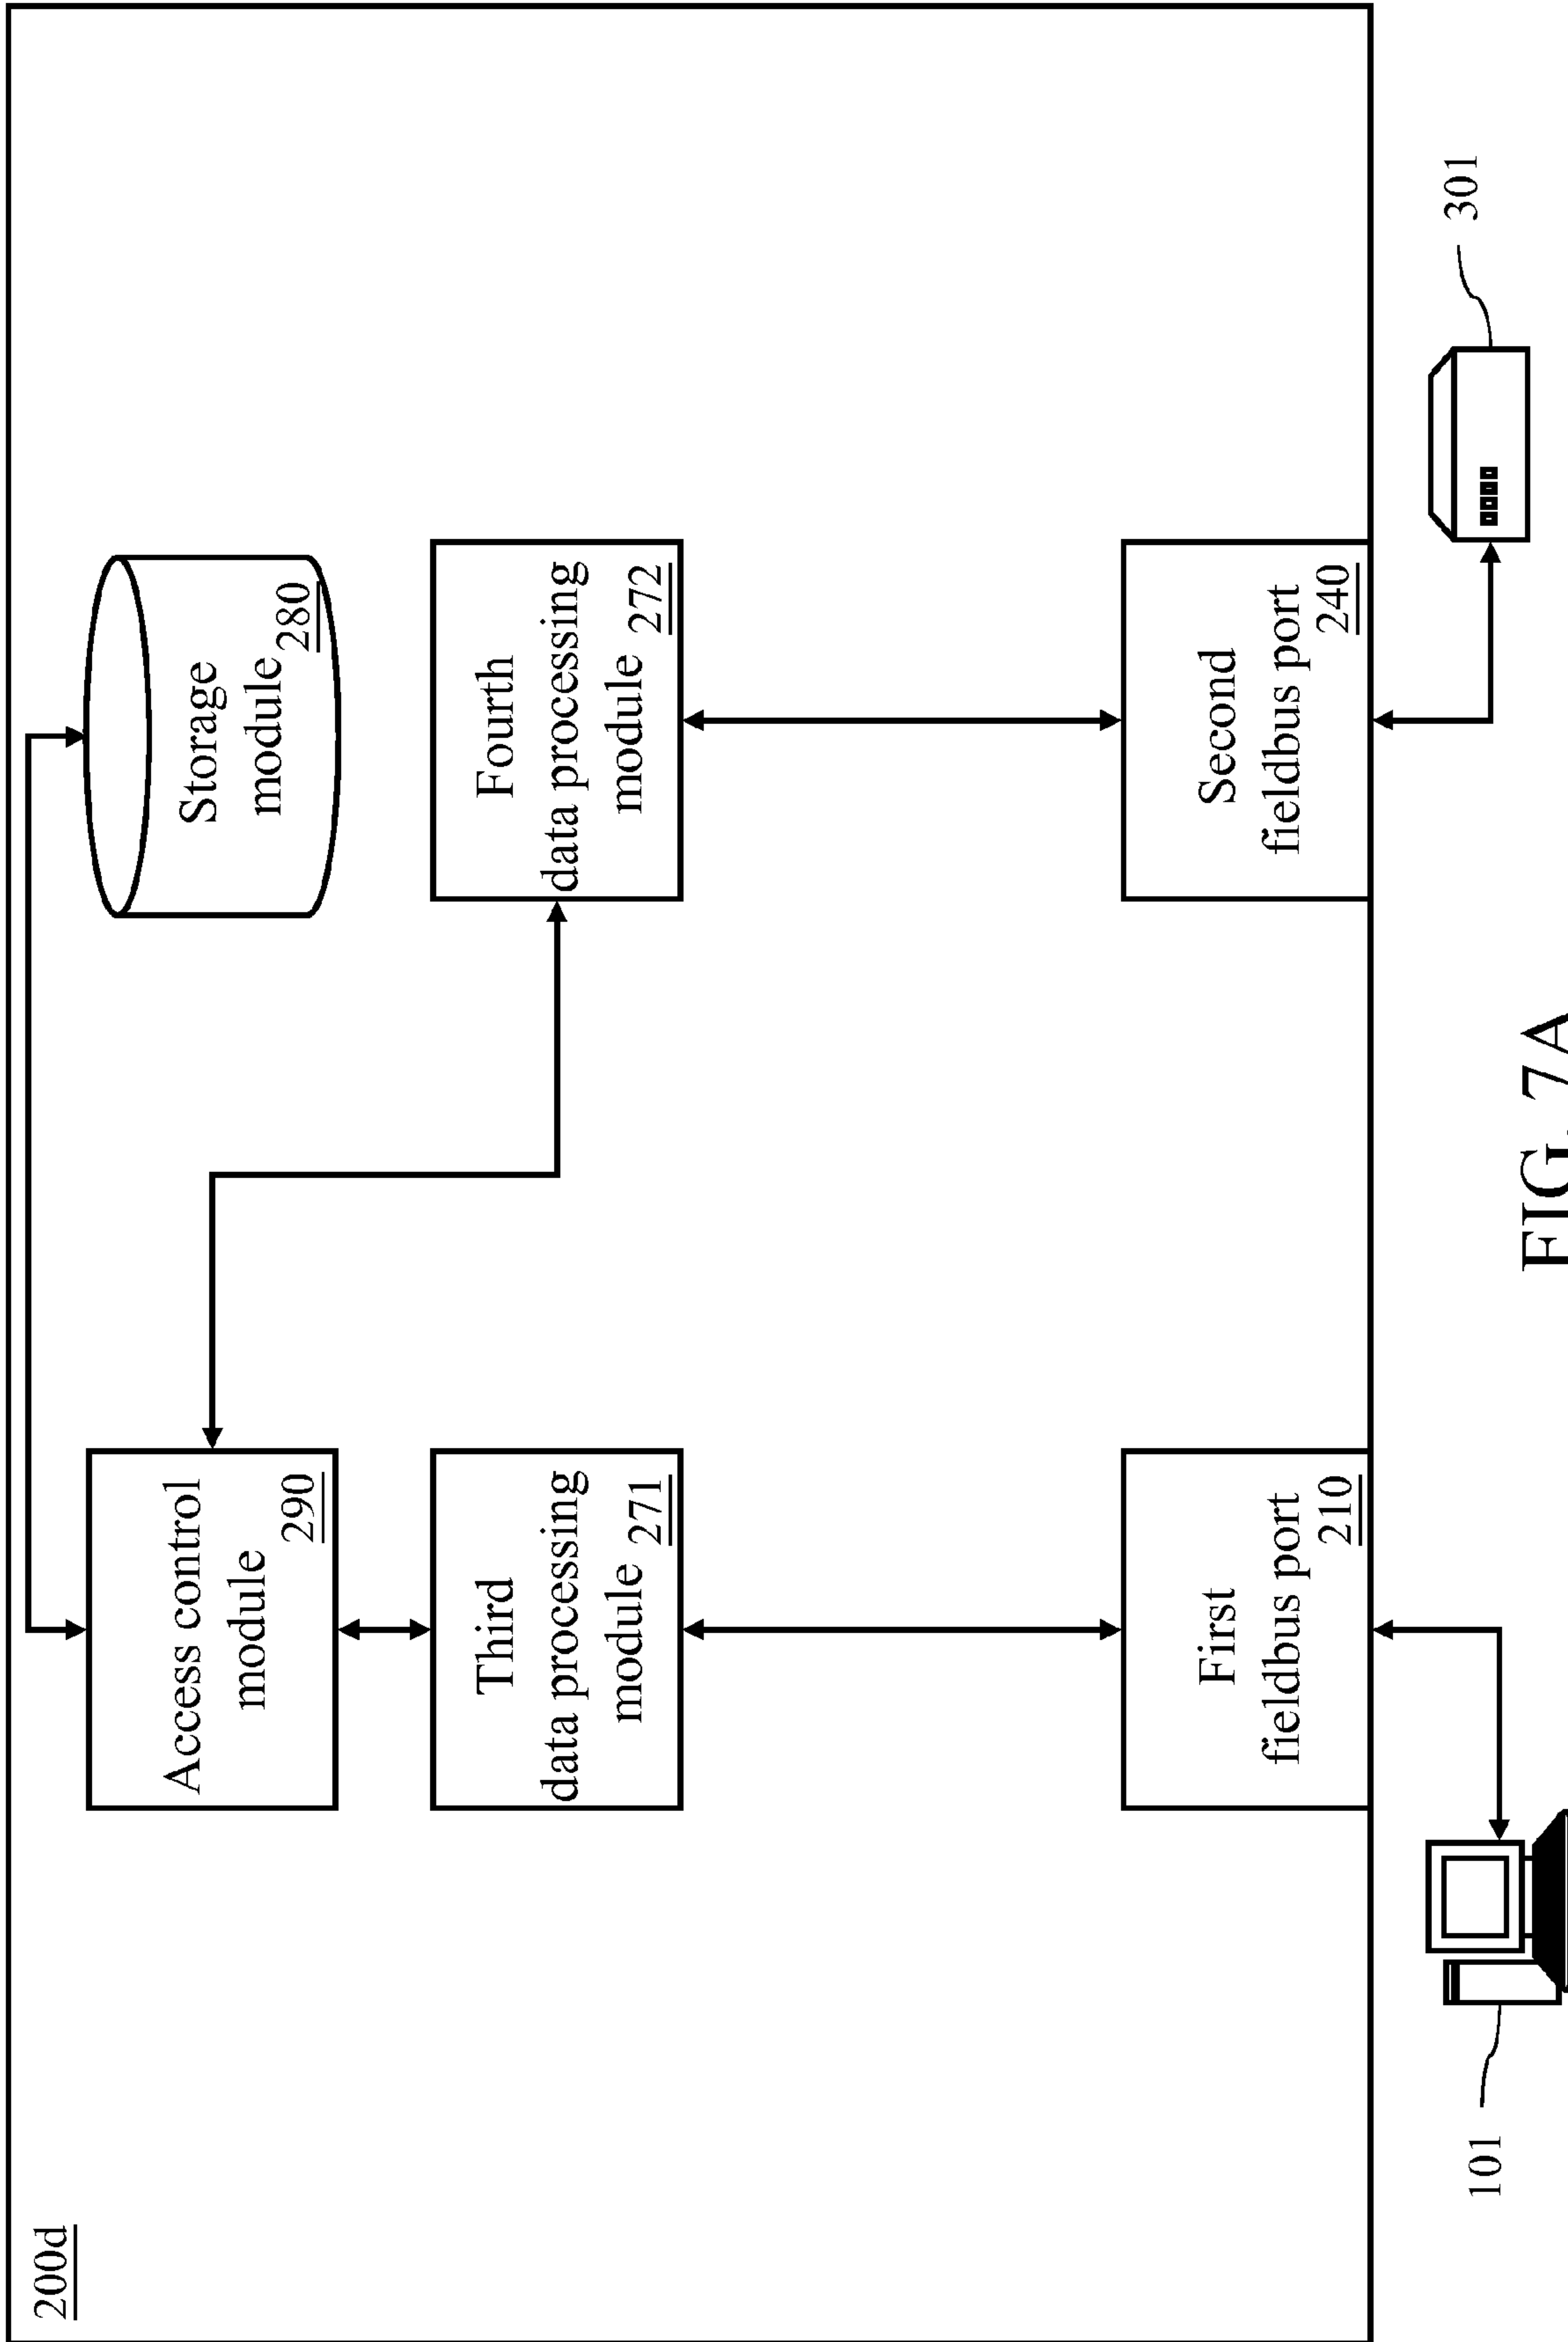 200d
Access control
module
290
Storage
module
280
Third
data processing
module 271
Fourth
data processing
module 272
First
fieldbus port
210
Second
fieldbus port
240
101
301
FIG. 7A